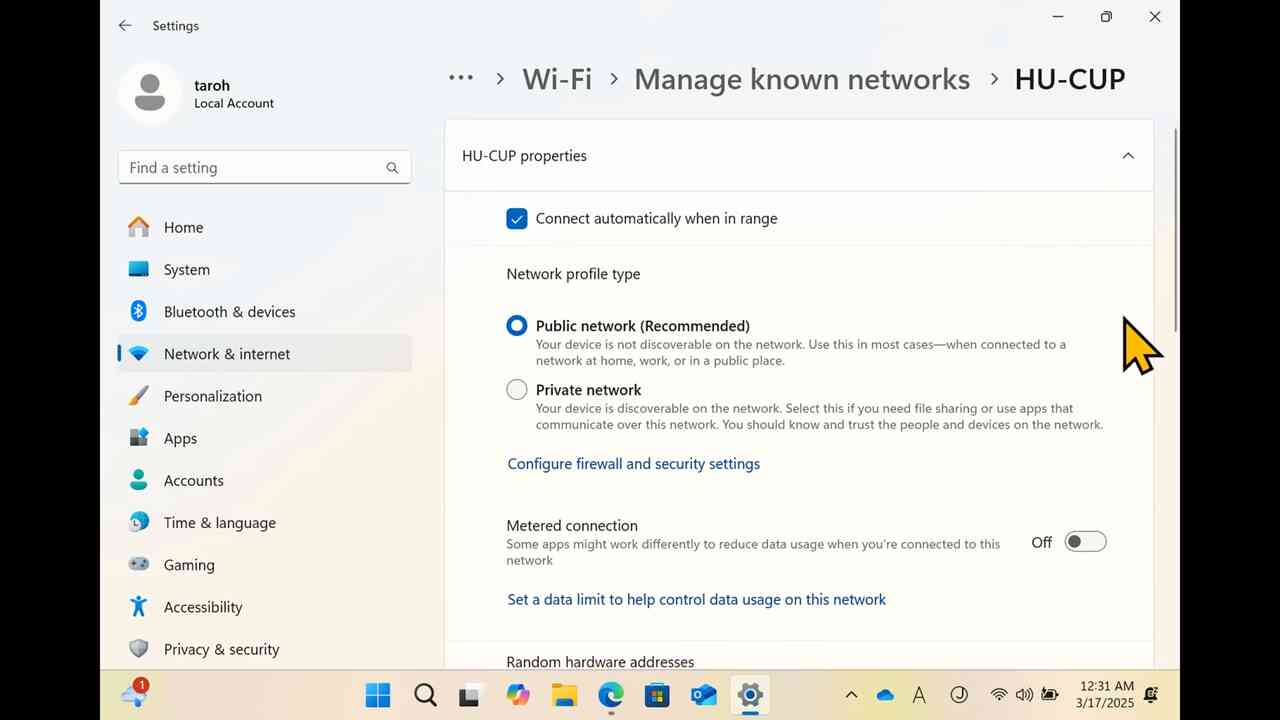 Settings
taroh
Local Account
Find a setting
Home
System
Bluetooth & devices
Network & internet
Personalization
Apps
Accounts
Time & language
Gaming
Accessibility
Privacy & security
··· > Wi-Fi > Manage known networks > HU-CUP
HU-CUP properties
Connect automatically when in range
Network profile type
Public network (Recommended)
Your device is not discoverable on the network. Use this in most cases—when connected to a
network at home, work, or in a public place.
Private network
Your device is discoverable on the network. Select this if you need file sharing or use apps that
communicate over this network. You should know and trust the people and devices on the network.
Configure firewall and security settings
Metered connection
Some apps might work differently to reduce data usage when you're connected to this
network
Off
Set a data limit to help control data usage on this network
Random hardware addresses
1
A
J
12:31 AM
3/17/2025